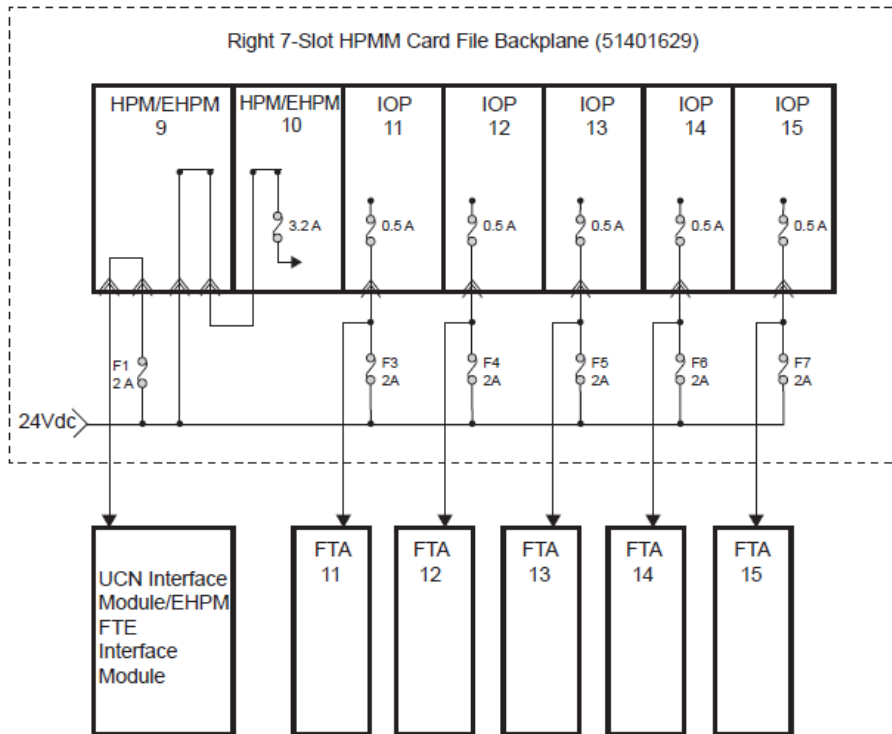 Right 7-Slot HPMM Card File Backplane (51401629)
HPM/EHPM
9
HPM/EHPM
10
IOP
11
IOP
12
IOP
13
IOP
14
IOP
15
3.2 A
0.5 A
0.5 A
0.5 A
0.5 A
0.5 A
F1
2 A
F3
2A
F4
2A
F5
2A
F6
2A
F7
2A
24Vdc
UCN Interface
Module/EHPM
FTE
Interface
Module
FTA
11
FTA
12
FTA
13
FTA
14
FTA
15